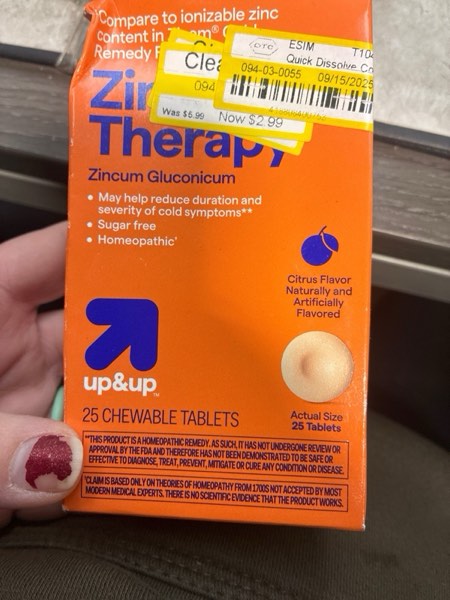 *Compare to ionizable zinc
content in
Remedy
Clea
ESIM
Quick Dissolve
094-03-0055 09/15/2025
094
Was $5.99 Now $2.99
Therapy
Zincum Gluconicum
• May help reduce duration and
severity of cold symptoms**
• Sugar free
• Homeopathic†
Citrus Flavor
Naturally and
Artificially
Flavored
up&up™
25 CHEWABLE TABLETS
Actual Size
25 Tablets
**THIS PRODUCT IS A HOMEOPATHIC REMEDY. AS SUCH, IT HAS NOT UNDERGONE REVIEW OR
APPROVAL BY THE FDA AND THEREFORE HAS NOT BEEN DEMONSTRATED TO BE SAFE OR
EFFECTIVE TO DIAGNOSE, TREAT, PREVENT, MITIGATE OR CURE ANY CONDITION OR DISEASE.
†CLAIM IS BASED ONLY ON THEORIES OF HOMEOPATHY FROM 1700S NOT ACCEPTED BY MOST
MODERN MEDICAL EXPERTS. THERE IS NO SCIENTIFIC EVIDENCE THAT THE PRODUCT WORKS.